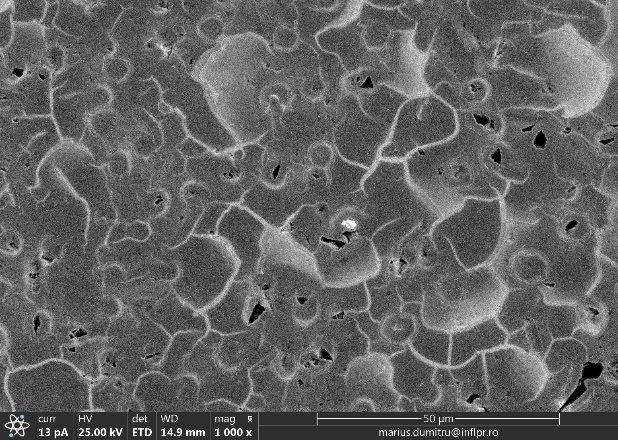 curr HV det WD mag
13 pA 25.00 kV ETD 14.9 mm 1 000 x
50 µm
marius.dumitru@inflpr.ro